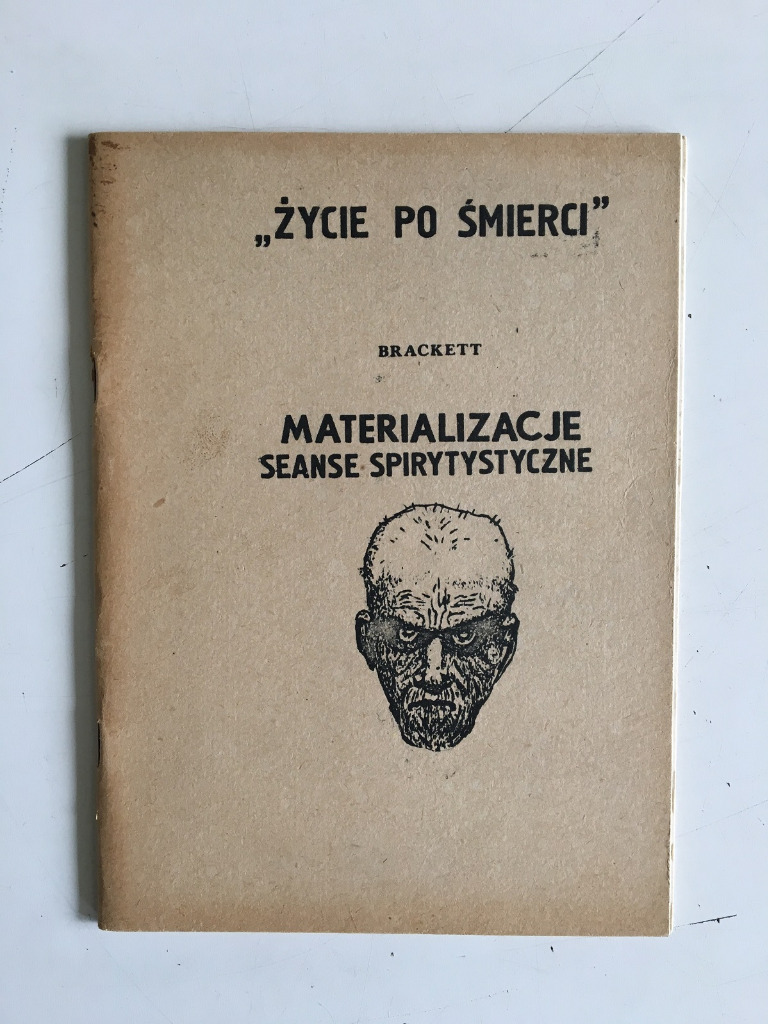 „ŻYCIE PO ŚMIERCI”
BRACKETT
MATERIALIZACJE
SEANSE SPIRYTYSTYCZNE